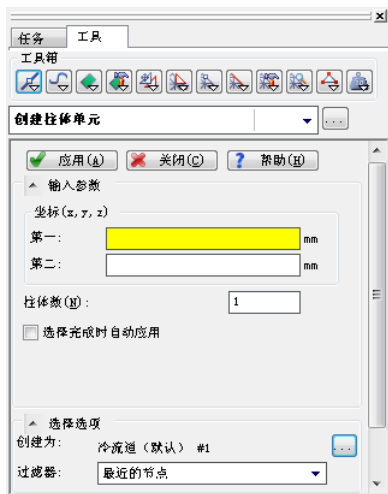 任务 工具
工具箱
创建柱体单元 ...
应用(A) 关闭(C) ? 帮助(H)
输入参数
坐标(x, y, z)
第一: mm
第二: mm
柱体数(N): 1
选择完成时自动应用
选择选项
创建为: 冷流道 (默认) #1 ...
过滤器: 最近的节点